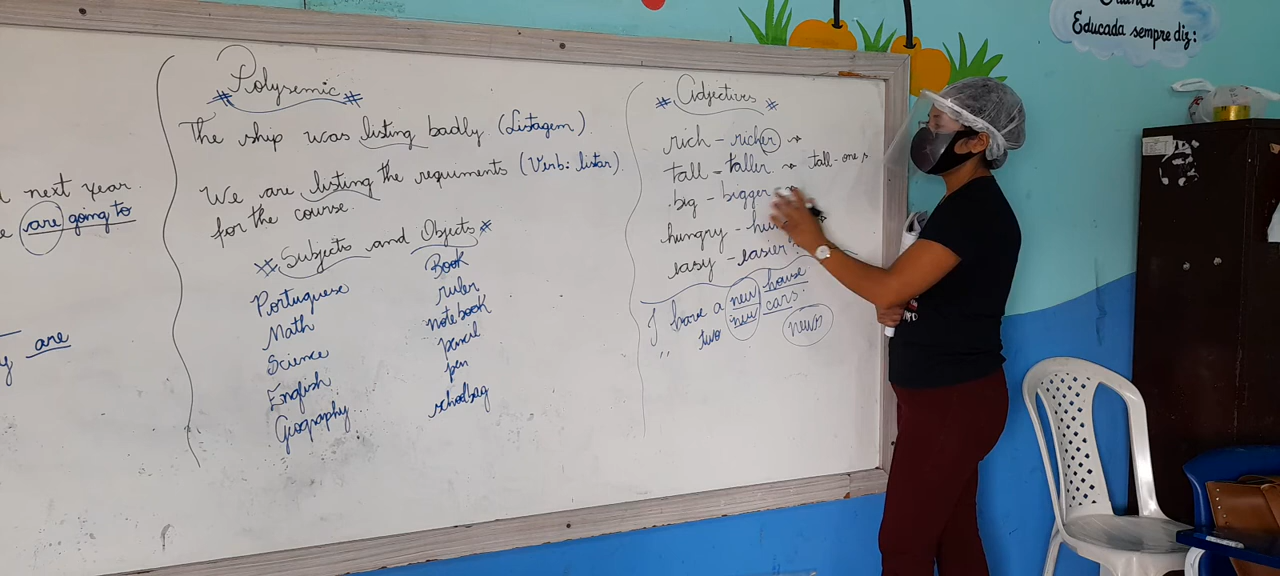 next year.
are going to
are
# Polysemic #
The ship was listing badly. (Listagem).
We are listing the requiments (Verb: listar).
for the course.
# Subjects and Objects #
Portuguese Book
Math ruler
Science notebook
English pencil
Geography pen
schoolbag
# Adjectives #
rich - richer
tall - taller tall-one
big - bigger
hungry -
easy - easier
I have a new house
" two new cars.
news
Educada sempre diz: